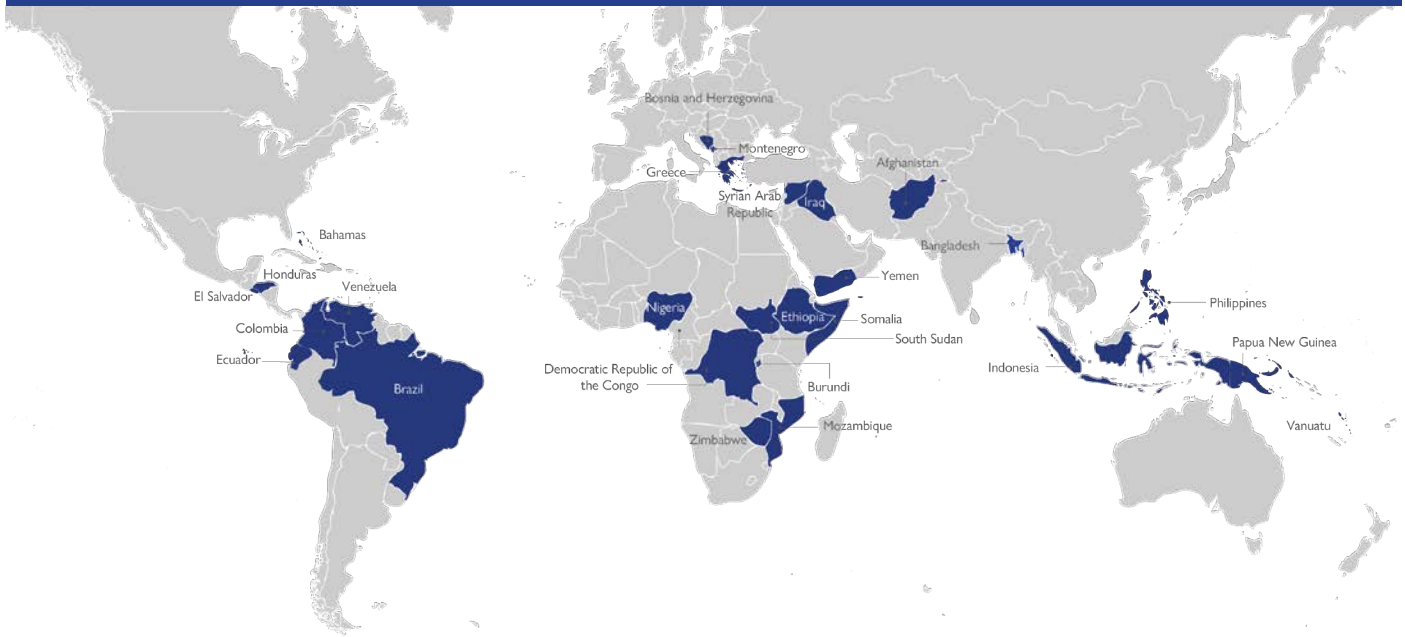 Bosnia and Herzegovina
Montenegro
Greece
Afghanistan
Syrian Arab
Republic
Iraq
Bahamas
Bangladesh
Honduras
Yemen
Venezuela
El Salvador
Nigeria
Ethiopia
Philippines
Somalia
Colombia
South Sudan
Papua New Guinea
Ecuador
Democratic Republic of
the Congo
Indonesia
Burundi
Brazil
Mozambique
Vanuatu
Zimbabwe